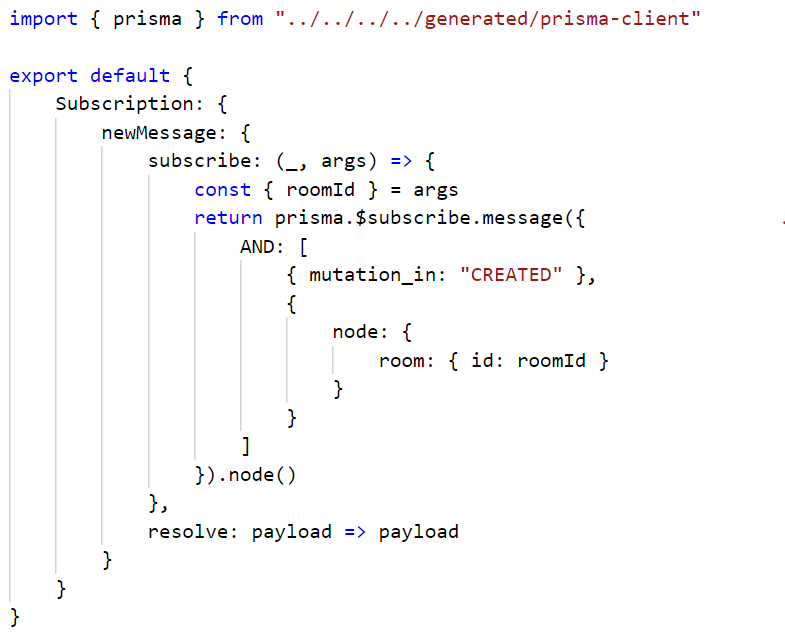 import { prisma } from "../../../../generated/prisma-client"
export default {
Subscription: {
newMessage: {
subscribe: (_, args) => {
const { roomId } = args
return prisma.$subscribe.message({
AND: [
{ mutation_in: "CREATED" },
{
node: {
room: { id: roomId }
}
}
]
}).node()
},
resolve: payload => payload
}
}
}